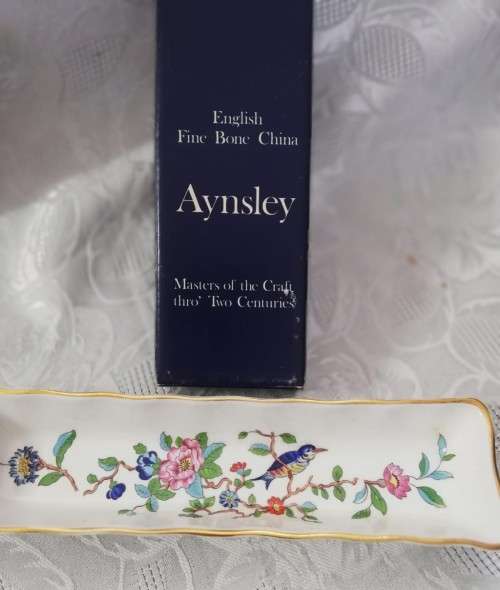 English
Fine Bone China
Aynsley
Masters of the Craft
thro' Two Centuries